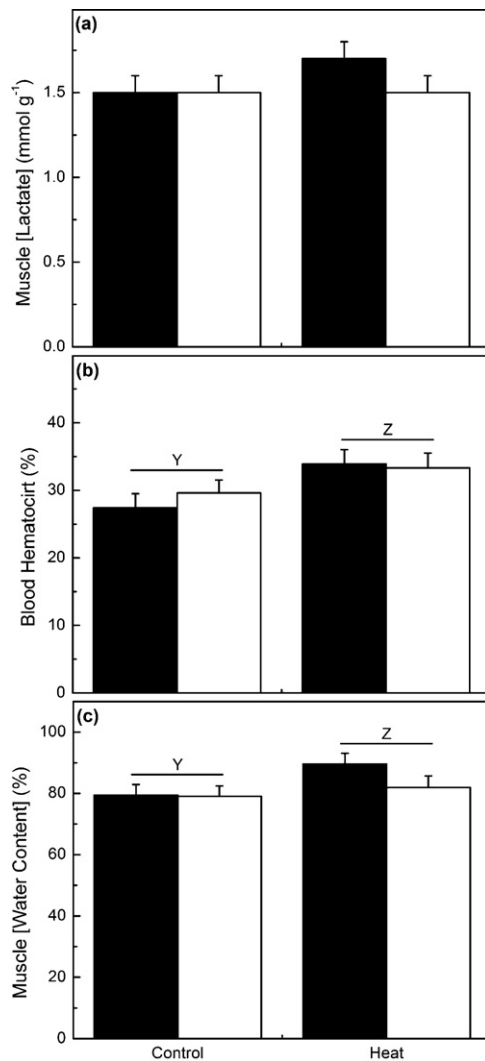 (a)
Muscle [Lactate] (mmol g-1)
1.5
1.0
0.5
0.0
(b)
Blood Hematocirt (%)
40
30
20
10
0
Y
Z
(c)
Muscle [Water Content] (%)
100
80
60
40
20
0
Y
Z
Control
Heat